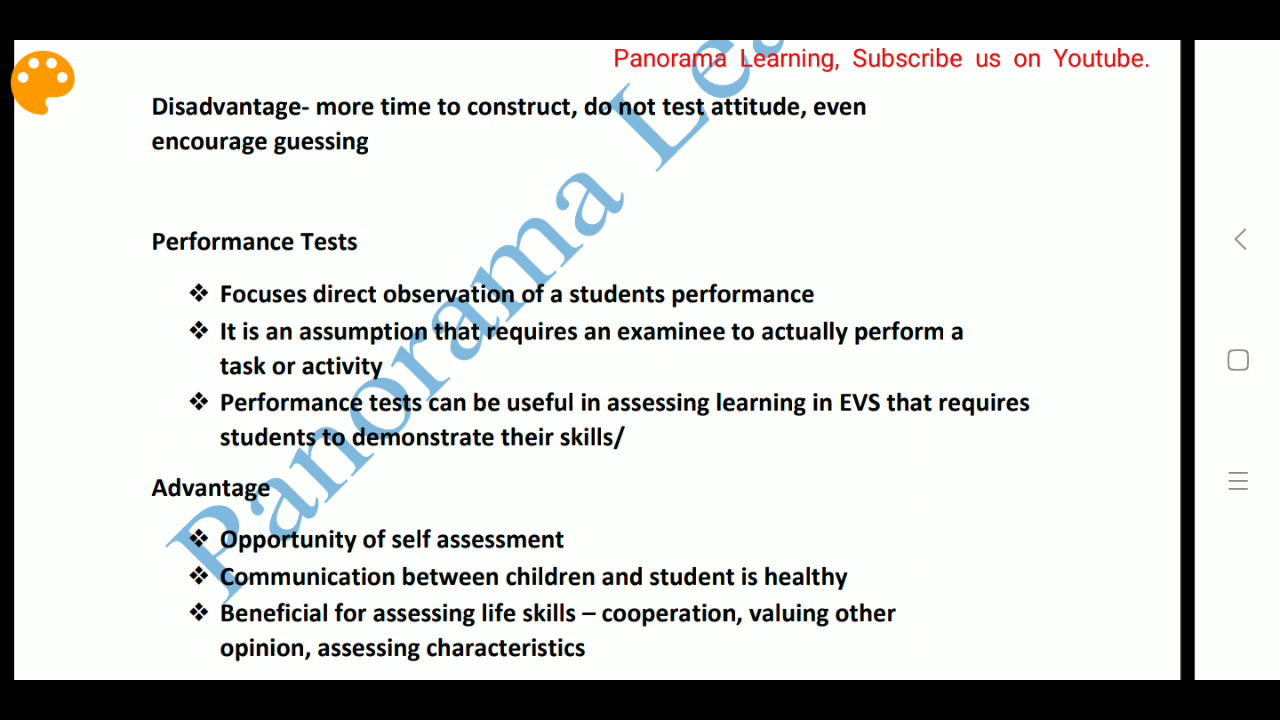 Panorama Learning, Subscribe us on Youtube.
Disadvantage- more time to construct, do not test attitude, even
encourage guessing
Performance Tests
❖ Focuses direct observation of a students performance
❖ It is an assumption that requires an examinee to actually perform a
task or activity
❖ Performance tests can be useful in assessing learning in EVS that requires
students to demonstrate their skills/
Advantage
❖ Opportunity of self assessment
❖ Communication between children and student is healthy
❖ Beneficial for assessing life skills – cooperation, valuing other
opinion, assessing characteristics
Panorama Lea